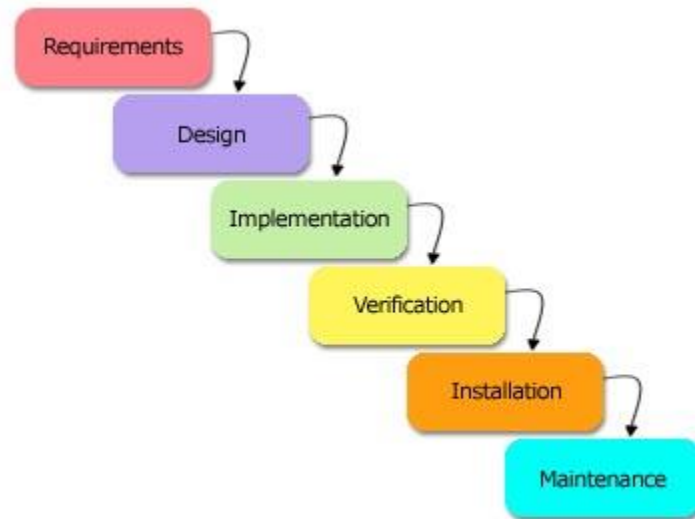 Requirements
Design
Implementation
Verification
Installation
Maintenance